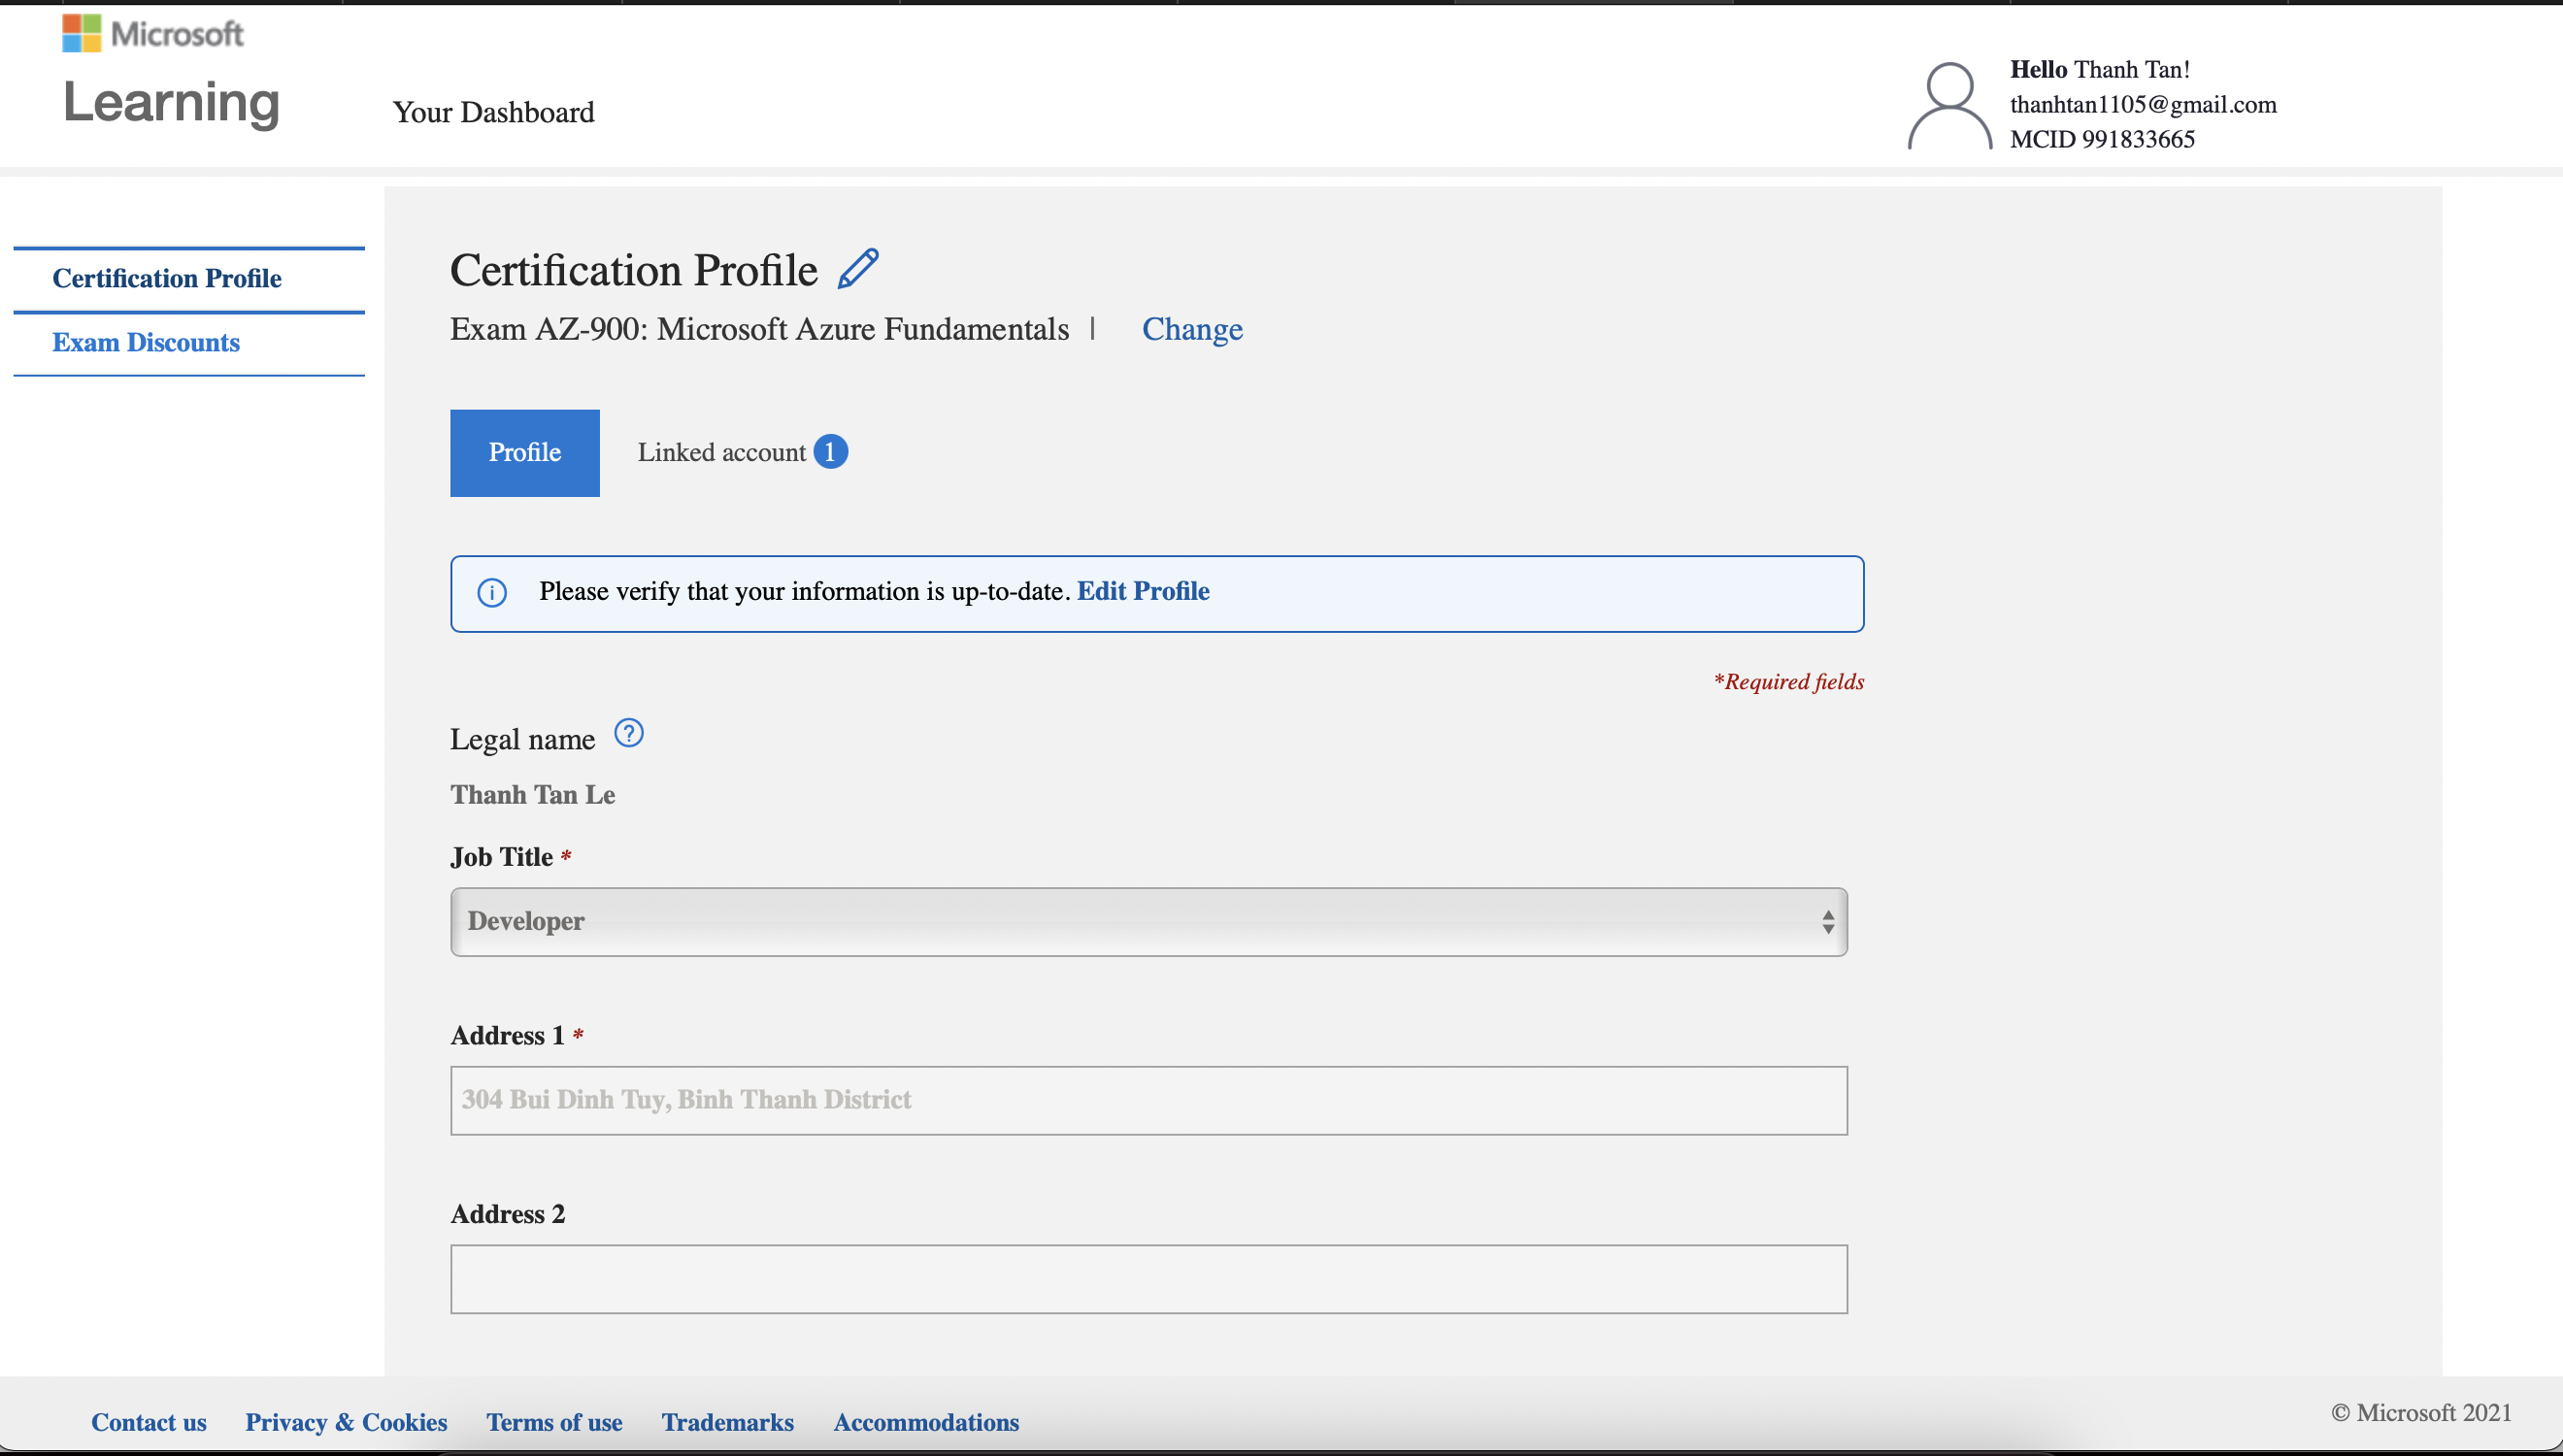 Microsoft
Learning
Your Dashboard
Hello Thanh Tan!
thanhtan1105@gmail.com
MCID 991833665
Certification Profile
Exam Discounts
Certification Profile
Exam AZ-900: Microsoft Azure Fundamentals | Change
Profile
Linked account 1
Please verify that your information is up-to-date. Edit Profile
*Required fields
Legal name ?
Thanh Tan Le
Job Title *
Developer
Address 1 *
304 Bui Dinh Tuy, Binh Thanh District
Address 2
Contact us Privacy & Cookies Terms of use Trademarks Accommodations
© Microsoft 2021